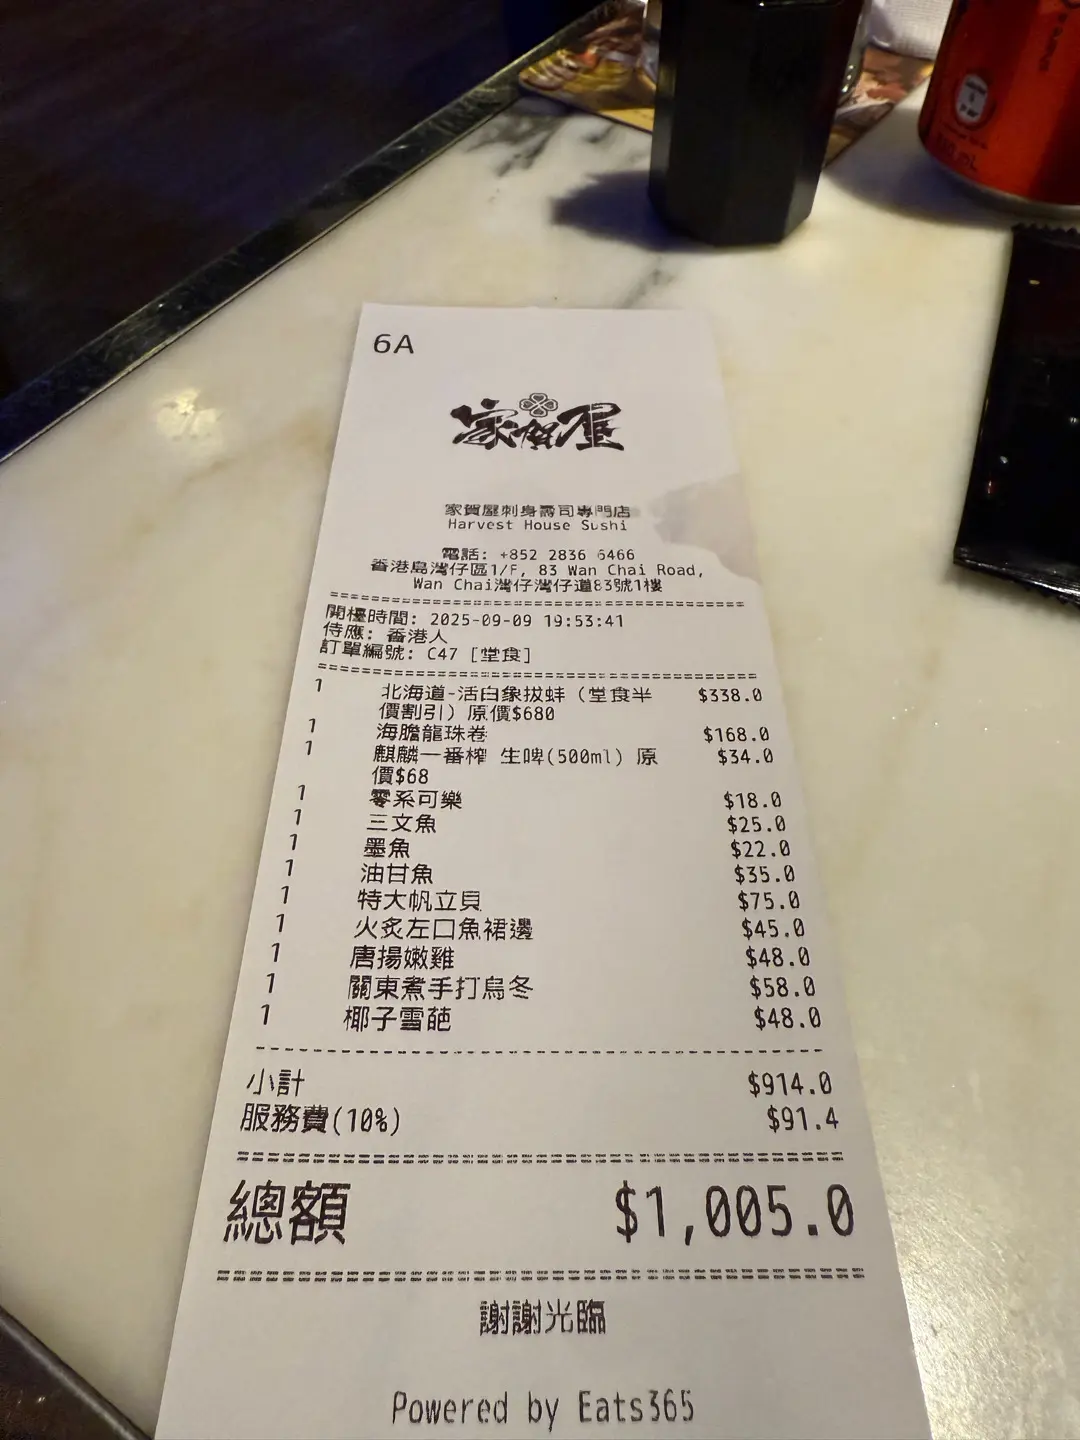 6A
家賀屋
家賀屋刺身壽司專門店
Harvest House Sushi
電話: +852 2836 6466
香港島灣仔區1/F, 83 Wan Chai Road,
Wan Chai灣仔灣仔道83號1樓
開檯時間: 2025-09-09 19:53:41
侍應: 香港人
訂單編號: C47 [堂食]
1 北海道-活白象拔蚌 (堂食半 $338.0
價割引) 原價$680
1 海膽龍珠卷 $168.0
1 麒麟一番榨 生啤(500ml) 原 $34.0
價$68
1 零系可樂 $18.0
1 三文魚 $25.0
1 墨魚 $22.0
1 油甘魚 $35.0
1 特大帆立貝 $75.0
1 火炙左口魚裙邊 $45.0
1 唐揚嫩雞 $48.0
1 關東煮手打烏冬 $58.0
1 椰子雪葩 $48.0
小計 $914.0
服務費(10%) $91.4
總額 $1,005.0
謝謝光臨
Powered by Eats365